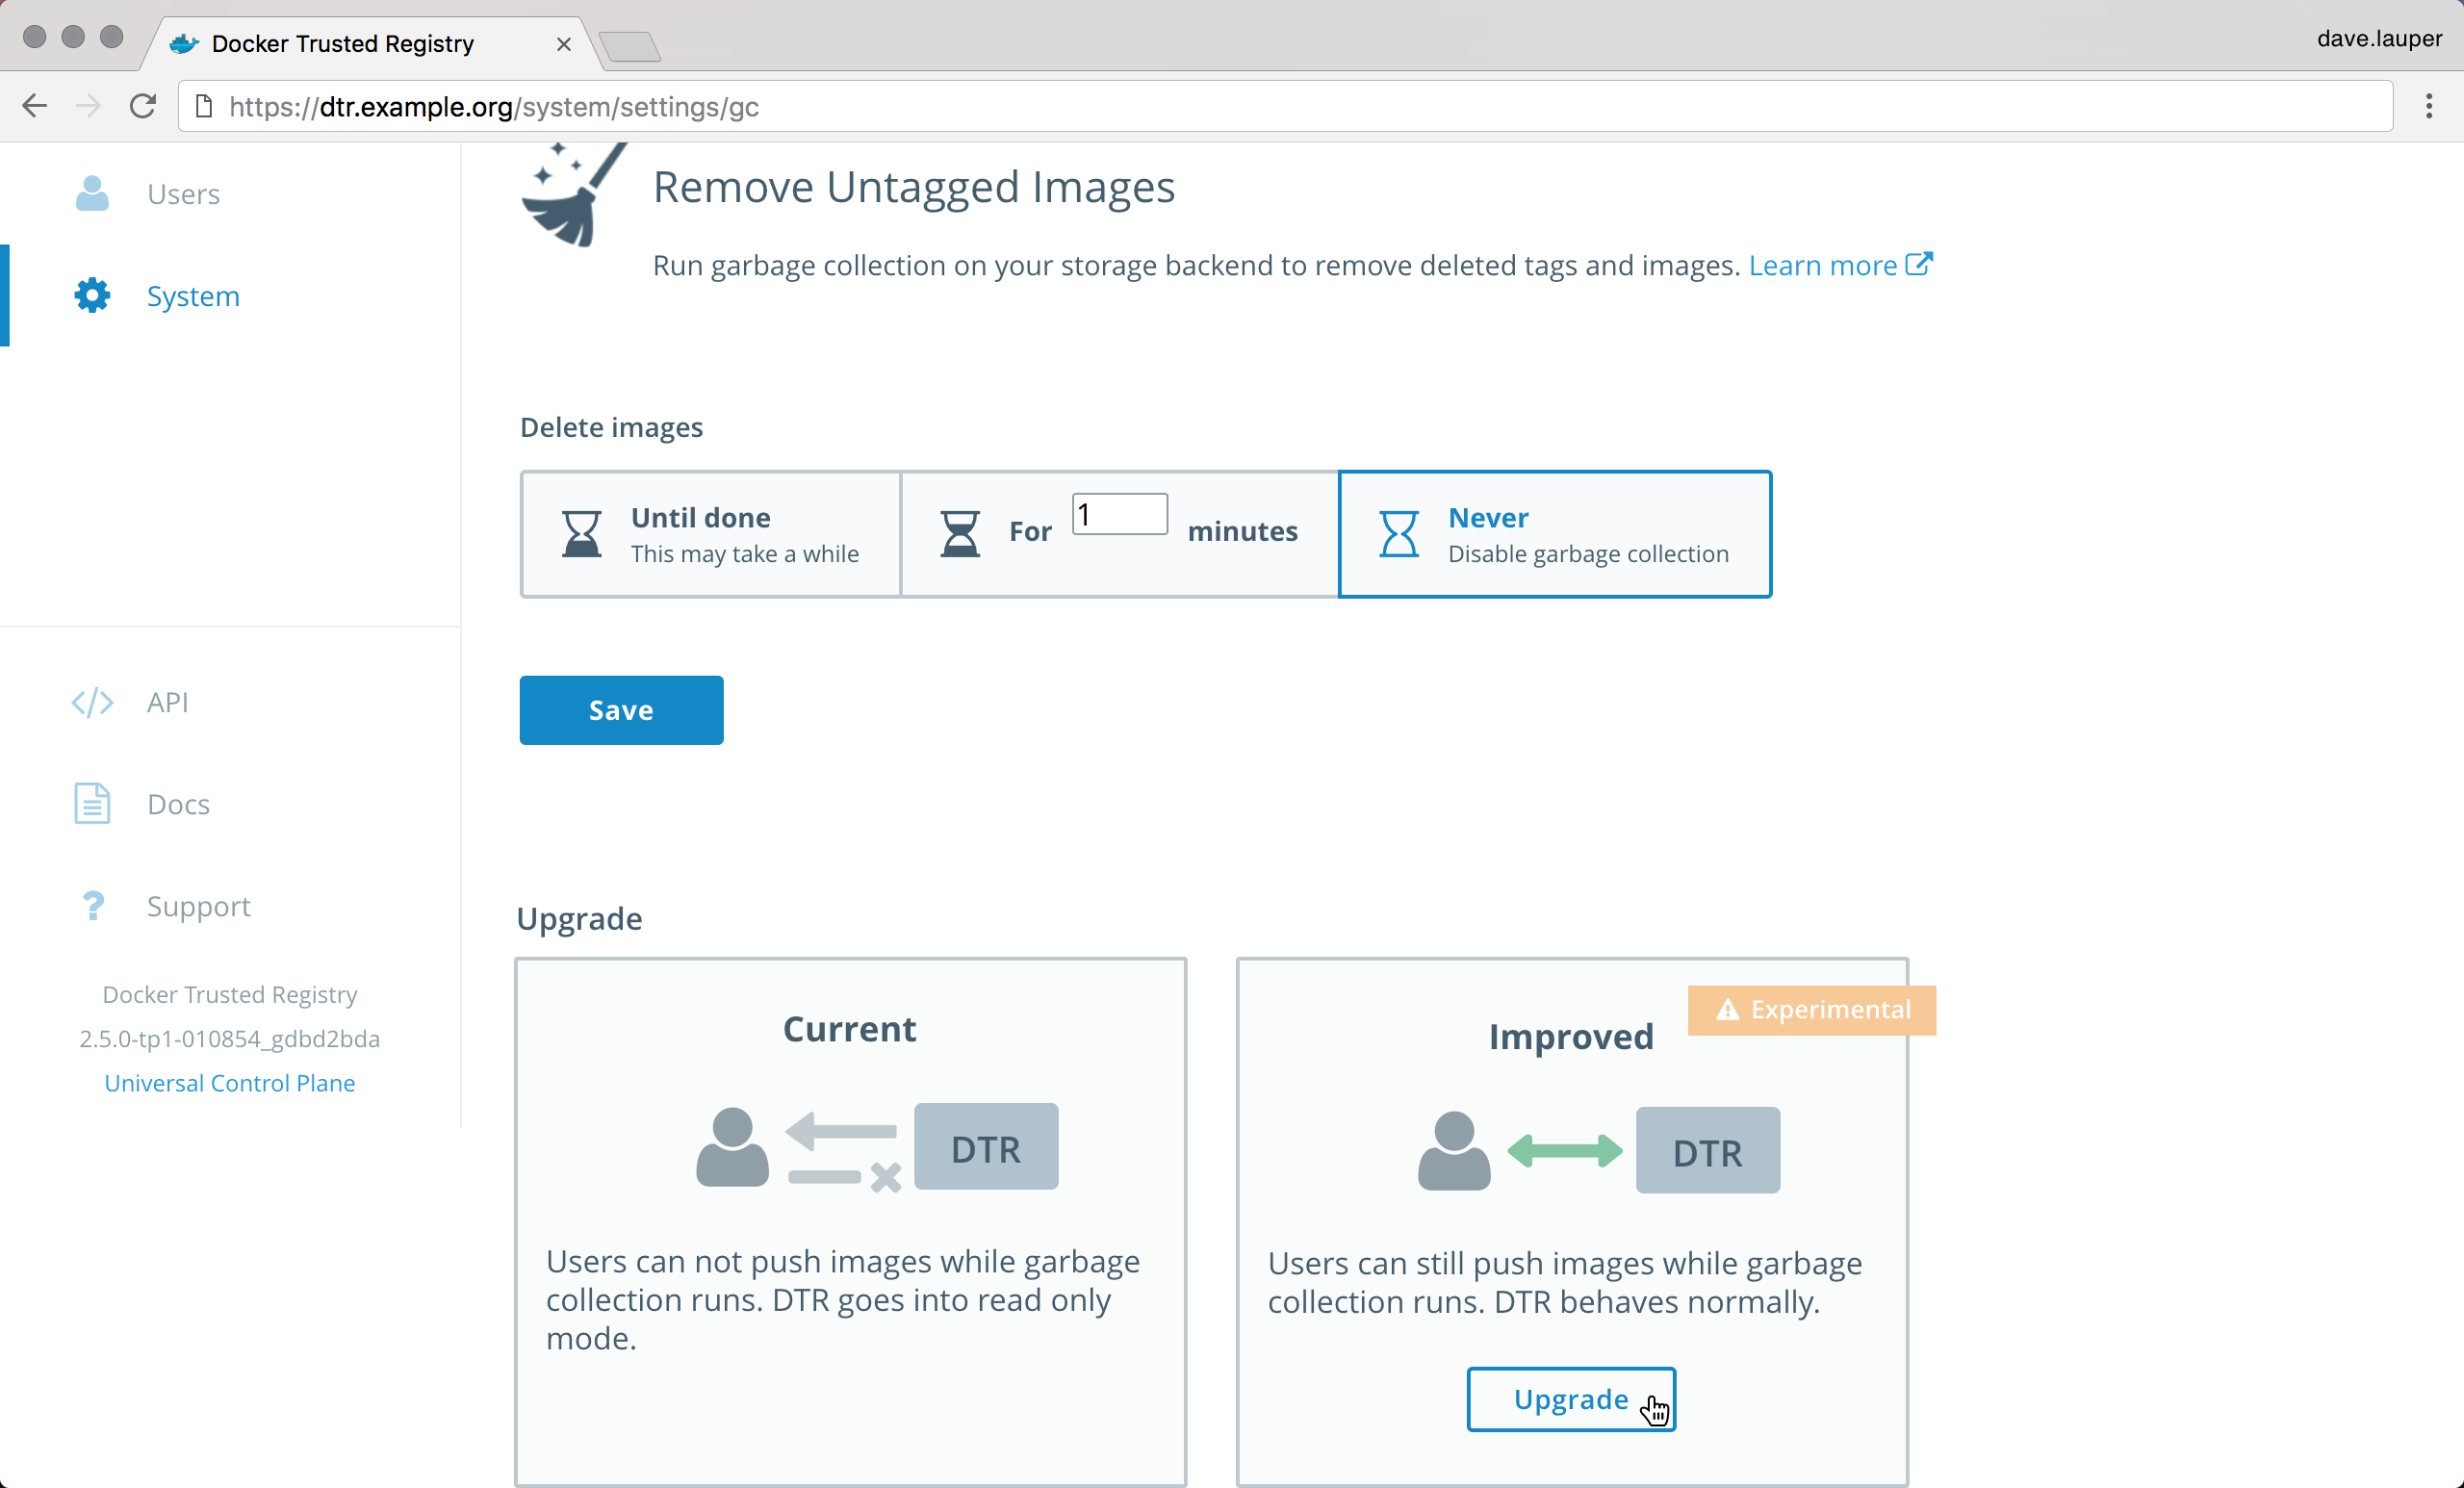 Docker Trusted Registry
dave.lauper
https://dtr.example.org/system/settings/gc
Users
System
API
Docs
Support
Docker Trusted Registry
2.5.0-tp1-010854_gdbd2bda
Universal Control Plane
Remove Untagged Images
Run garbage collection on your storage backend to remove deleted tags and images. Learn more
Delete images
Until done
This may take a while
For 1 minutes
Never
Disable garbage collection
Save
Upgrade
Current
DTR
Users can not push images while garbage
collection runs. DTR goes into read only
mode.
Experimental
Improved
DTR
Users can still push images while garbage
collection runs. DTR behaves normally.
Upgrade